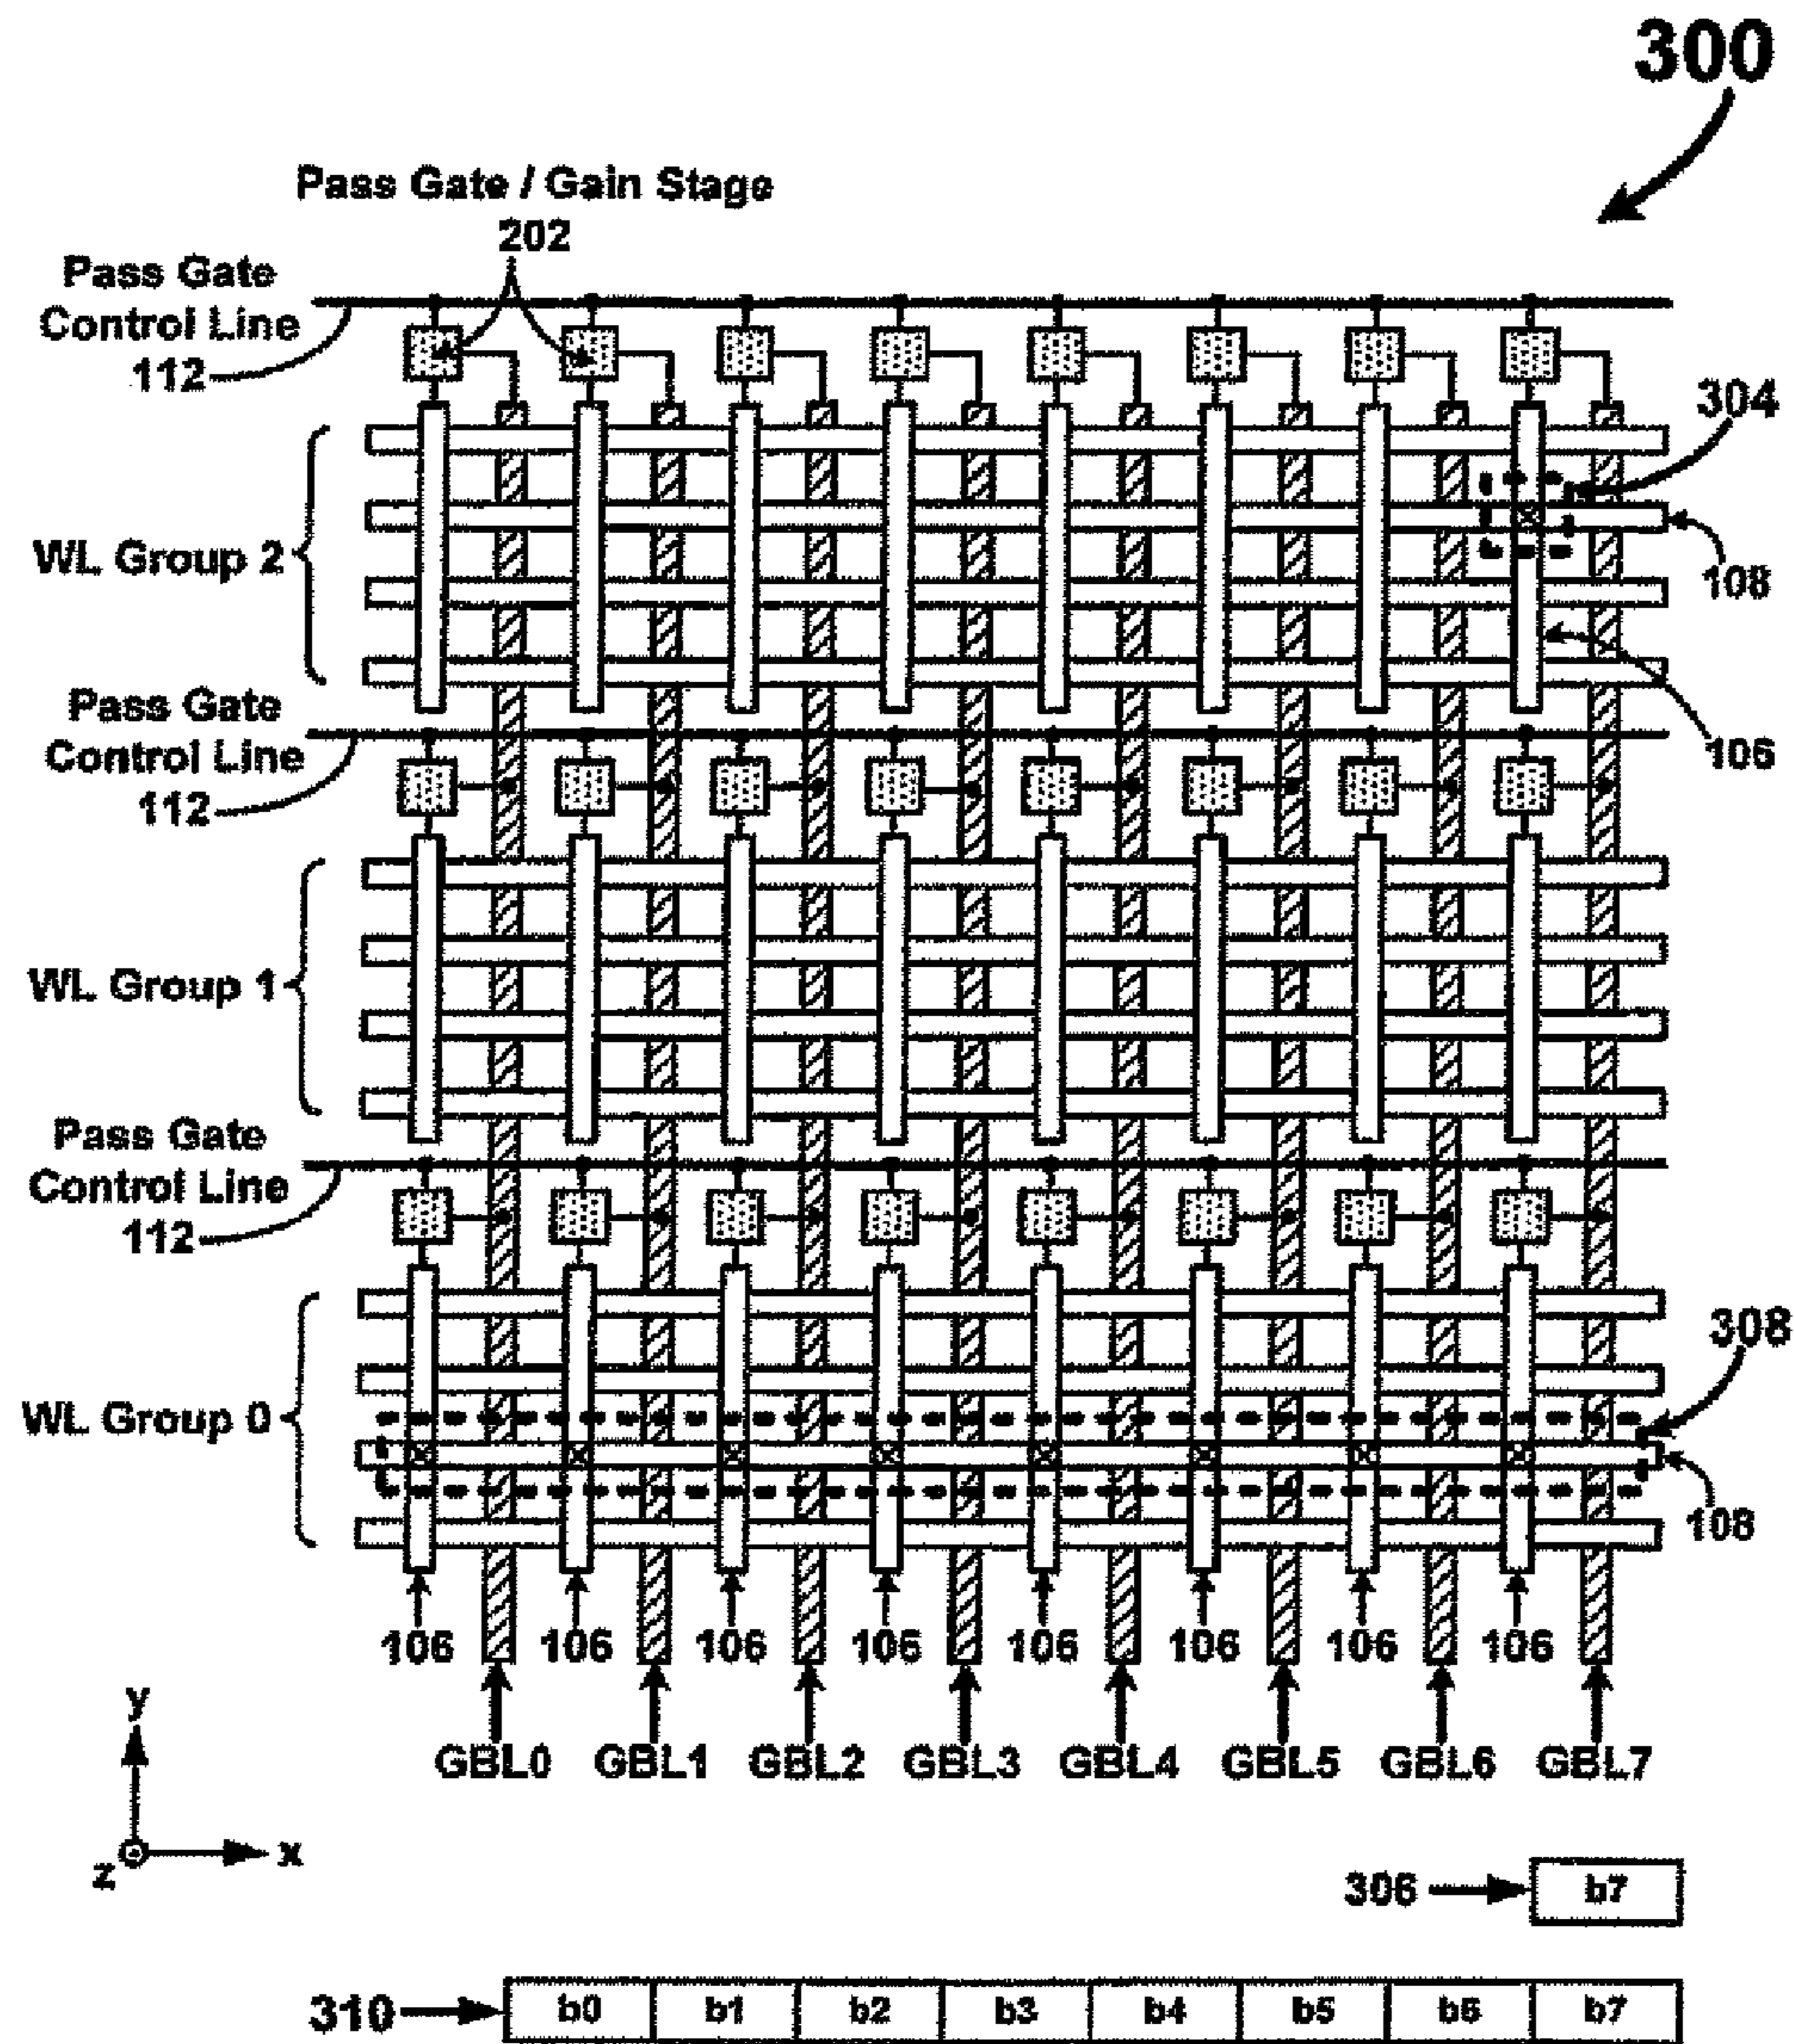 300
Pass Gate / Gain Stage
202
Pass Gate
Control Line
112
304
WL Group 2
108
106
Pass Gate
Control Line
112
WL Group 1
Pass Gate
Control Line
112
308
WL Group 0
108
106 106 106 106 106 106 106 106
GBL0 GBL1 GBL2 GBL3 GBL4 GBL5 GBL6 GBL7
y
z x
306 b7
310 b0 b1 b2 b3 b4 b5 b6 b7